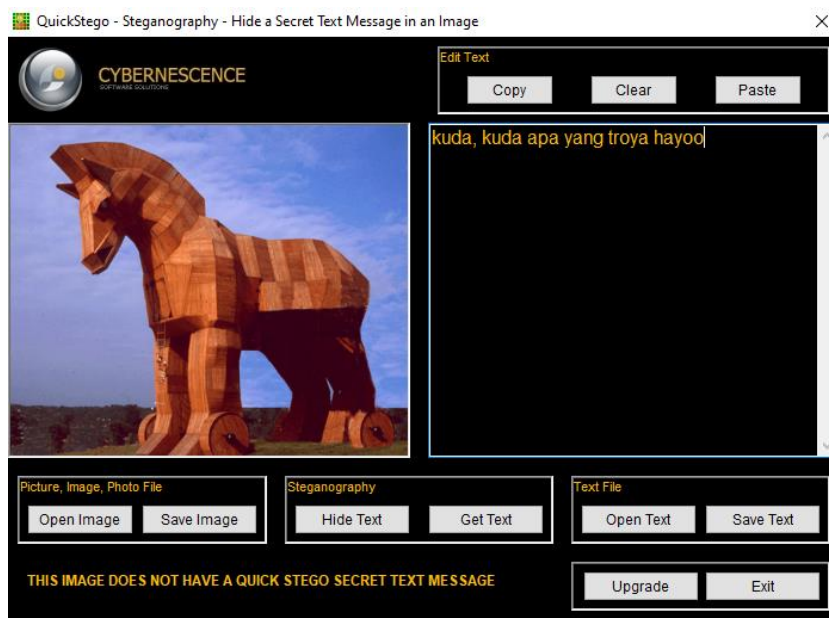 QuickStego - Steganography - Hide a Secret Text Message in an Image
CYBERNESCENCE
SOFTWARE SOLUTIONS
Edit Text
Copy Clear Paste
kuda, kuda apa yang troya hayoo
Picture, Image, Photo File
Open Image Save Image
Steganography
Hide Text Get Text
Text File
Open Text Save Text
THIS IMAGE DOES NOT HAVE A QUICK STEGO SECRET TEXT MESSAGE
Upgrade Exit